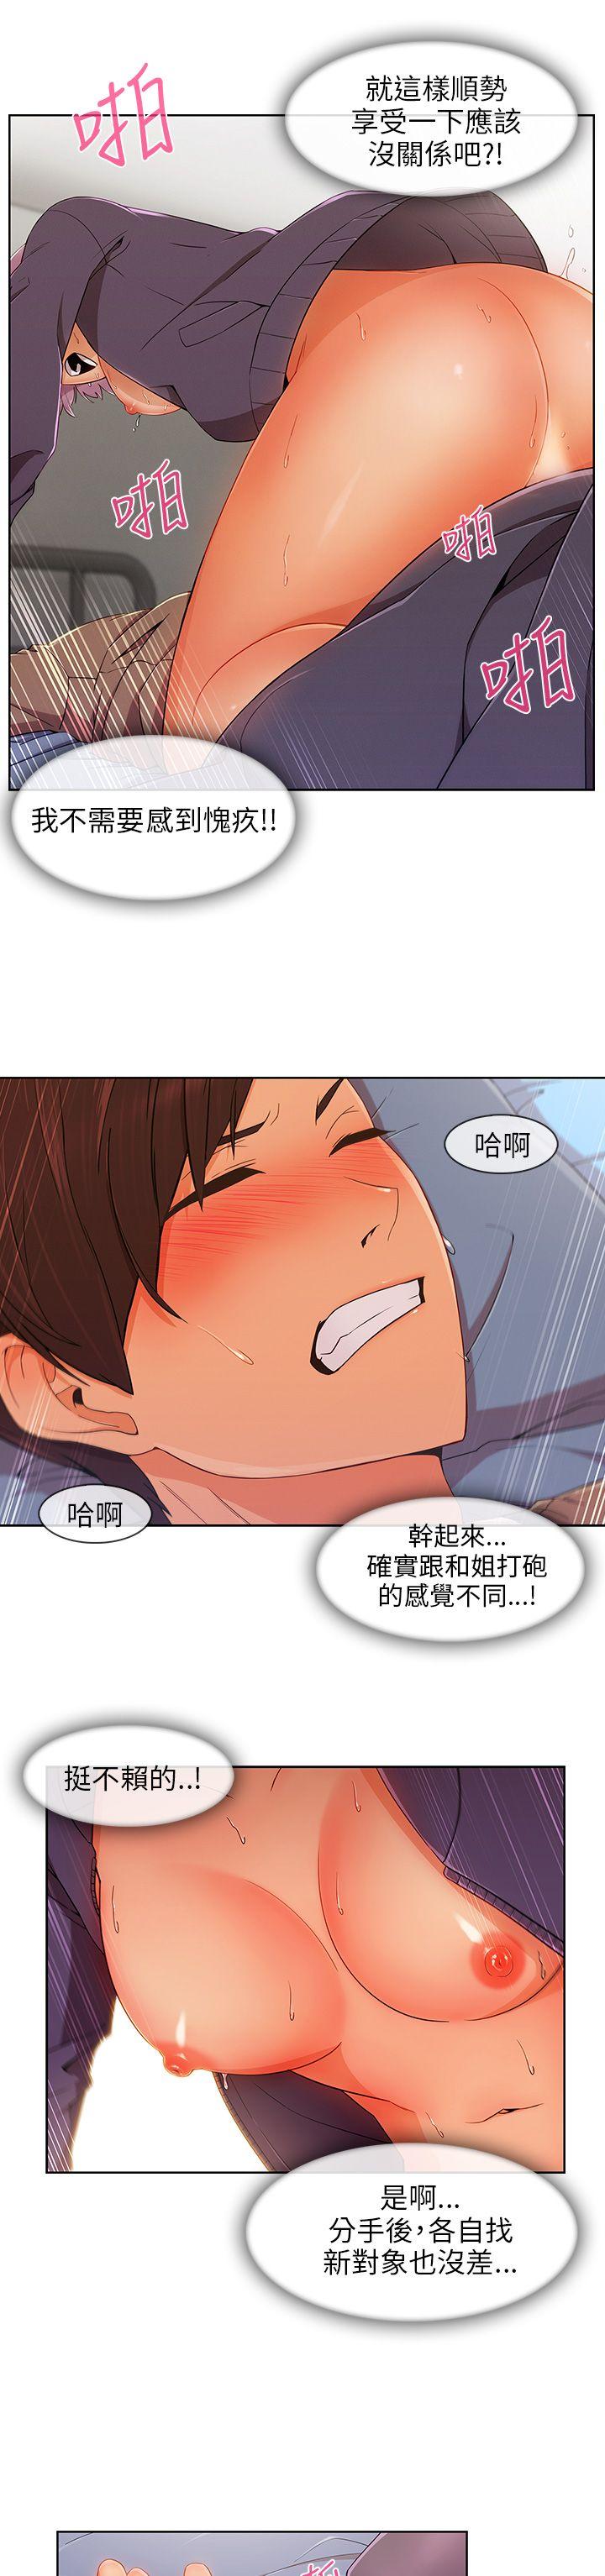 啪
就這樣順勢
享受一下應該
沒關係吧?!
啪
啪
啪
我不需要感到愧疚!!
哈啊
哈啊
幹起來...
確實跟和姐打砲
的感覺不同...!
挺不賴的..!
是啊...
分手後,各自找
新對象也沒差...